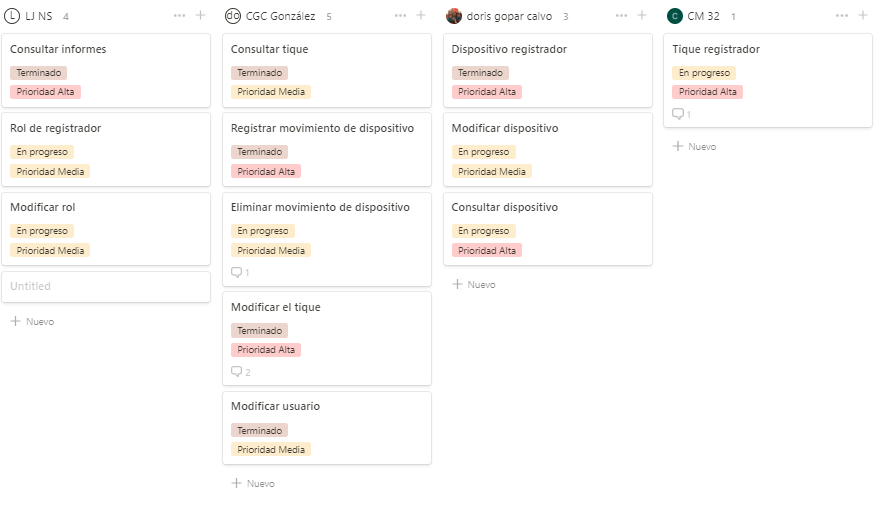 L LJ NS 4
Consultar informes
Terminado
Prioridad Alta
Rol de registrador
En progreso
Prioridad Media
Modificar rol
En progreso
Prioridad Media
Untitled
Nuevo
do CGC González 5
Consultar tique
Terminado
Prioridad Media
Registrar movimiento de dispositivo
Terminado
Prioridad Alta
Eliminar movimiento de dispositivo
En progreso
Prioridad Media
1
Modificar el tique
Terminado
Prioridad Alta
2
Modificar usuario
Terminado
Prioridad Media
Nuevo
doris gopar calvo 3
Dispositivo registrador
Terminado
Prioridad Alta
Modificar dispositivo
En progreso
Prioridad Media
Consultar dispositivo
En progreso
Prioridad Alta
Nuevo
C CM 32 1
Tique registrador
En progreso
Prioridad Alta
1
Nuevo